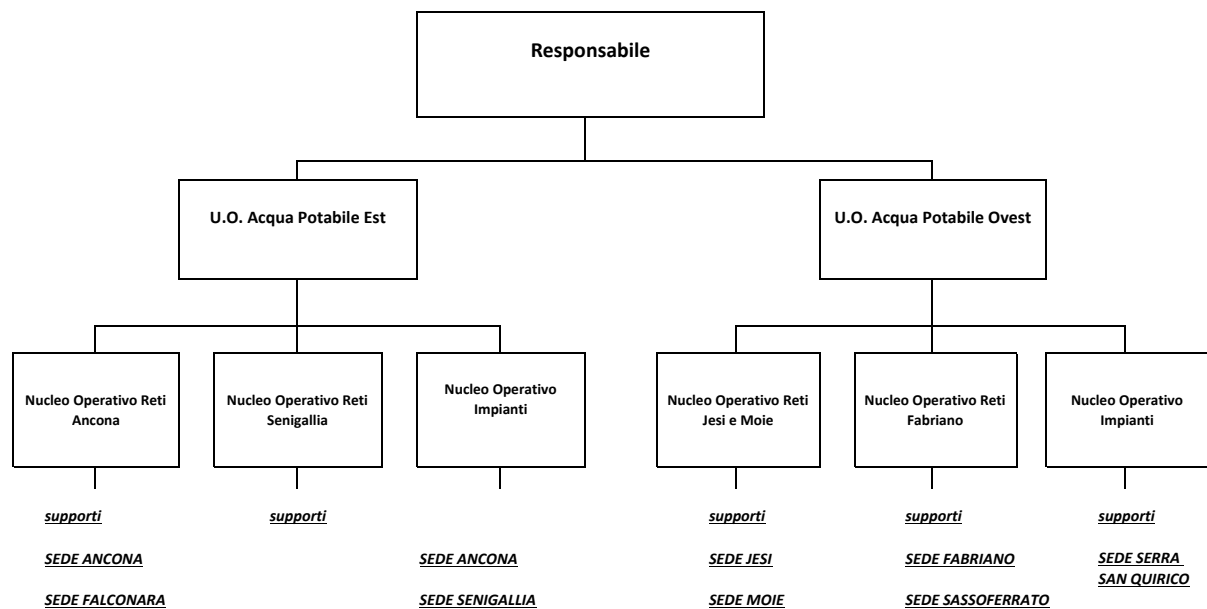 Responsabile
U.O. Acqua Potabile Est
U.O. Acqua Potabile Ovest
Nucleo Operativo Reti
Ancona
Nucleo Operativo Reti
Senigallia
Nucleo Operativo
Impianti
Nucleo Operativo Reti
Jesi e Moie
Nucleo Operativo Reti
Fabriano
Nucleo Operativo
Impianti
supporti
supporti
supporti
supporti
supporti
SEDE ANCONA
SEDE ANCONA
SEDE JESI
SEDE FABRIANO
SEDE SERRA
SAN QUIRICO
SEDE FALCONARA
SEDE SENIGALLIA
SEDE MOIE
SEDE SASSOFERRATO